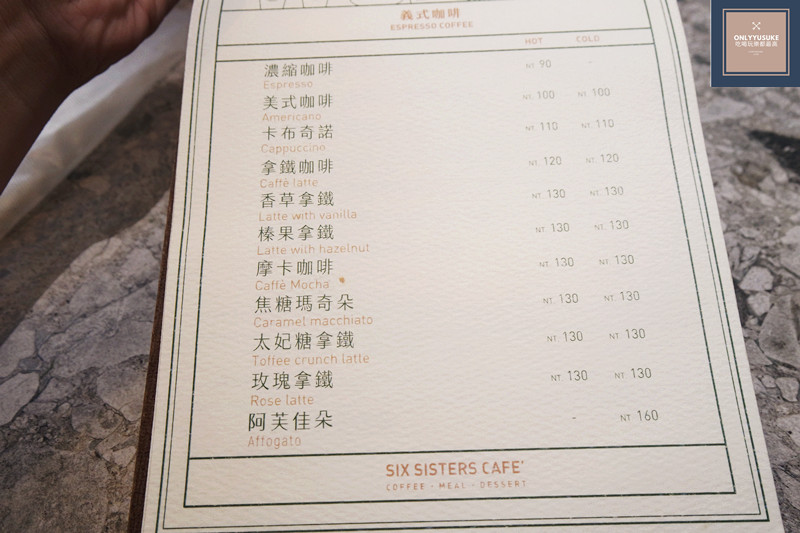 義式咖啡
ESPRESSO COFFEE
HOT COLD
濃縮咖啡 NT. 90 -
Espresso
美式咖啡 NT. 100 NT. 100
Americano
卡布奇諾 NT. 110 NT. 110
Cappuccino
拿鐵咖啡 NT. 120 NT. 120
Caffè latte
香草拿鐵 NT. 130 NT. 130
Latte with vanilla
榛果拿鐵 NT. 130 NT. 130
Latte with hazelnut
摩卡咖啡 NT. 130 NT. 130
Caffè Mocha
焦糖瑪奇朵 NT. 130 NT. 130
Caramel macchiato
太妃糖拿鐵 NT. 130 NT. 130
Toffee crunch latte
玫瑰拿鐵 NT. 130 NT. 130
Rose latte
阿芙佳朵 - NT. 160
Affogato
SIX SISTERS CAFE'
COFFEE · MEAL · DESSERT
ONLYYUSUKE